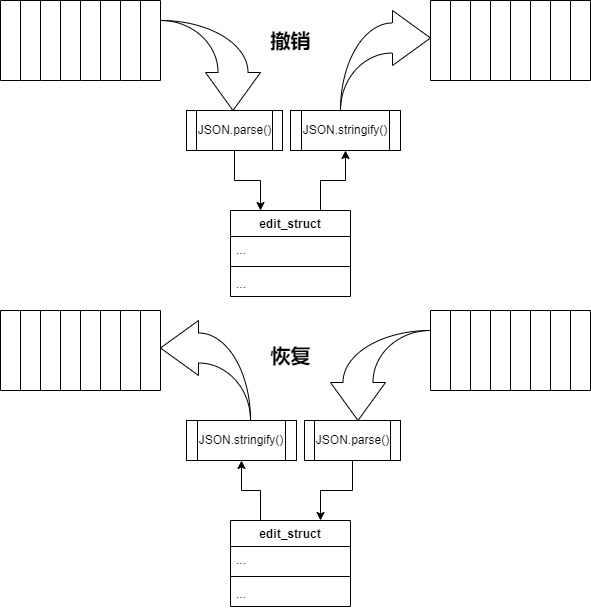 撤销
JSON.parse()
JSON.stringify()
edit_struct
...
...
恢复
JSON.stringify()
JSON.parse()
edit_struct
...
...